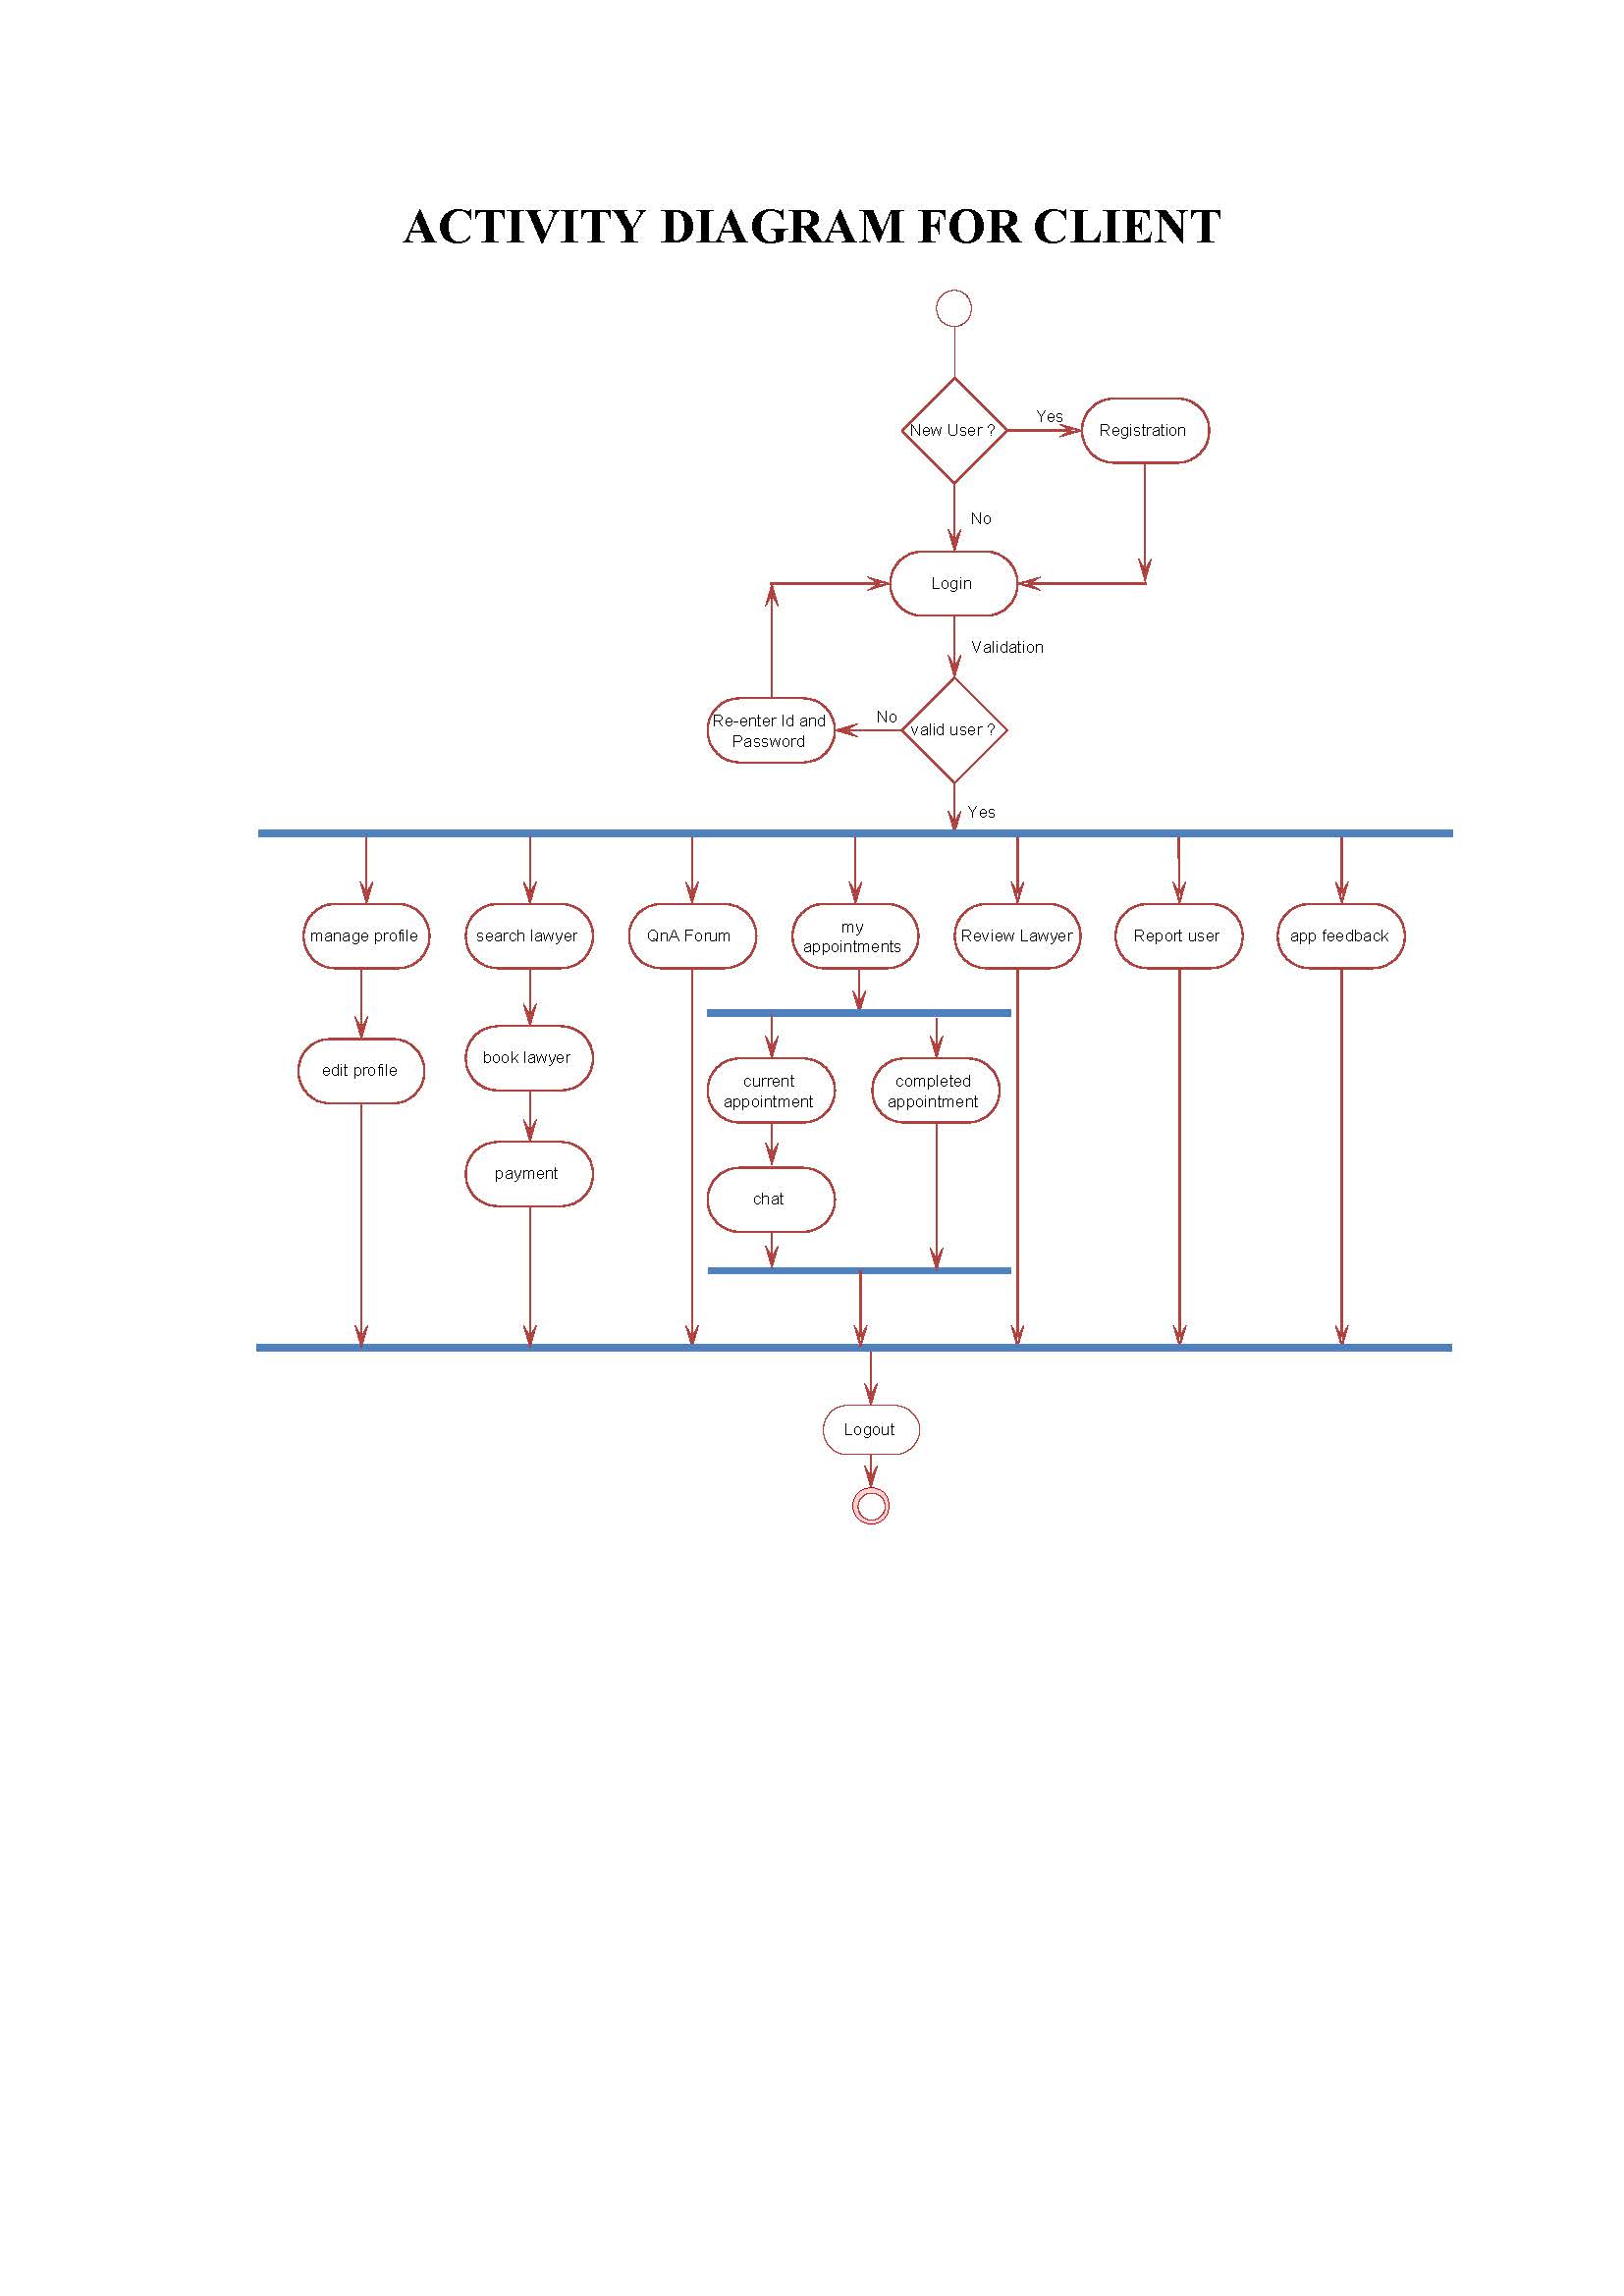 ACTIVITY DIAGRAM FOR CLIENT
New User ?
Yes
Registration
No
Login
Validation
Re-enter Id and
Password
No
valid user ?
Yes
manage profile
search lawyer
QnA Forum
my
appointments
Review Lawyer
Report user
app feedback
edit profile
book lawyer
payment
current
appointment
completed
appointment
chat
Logout